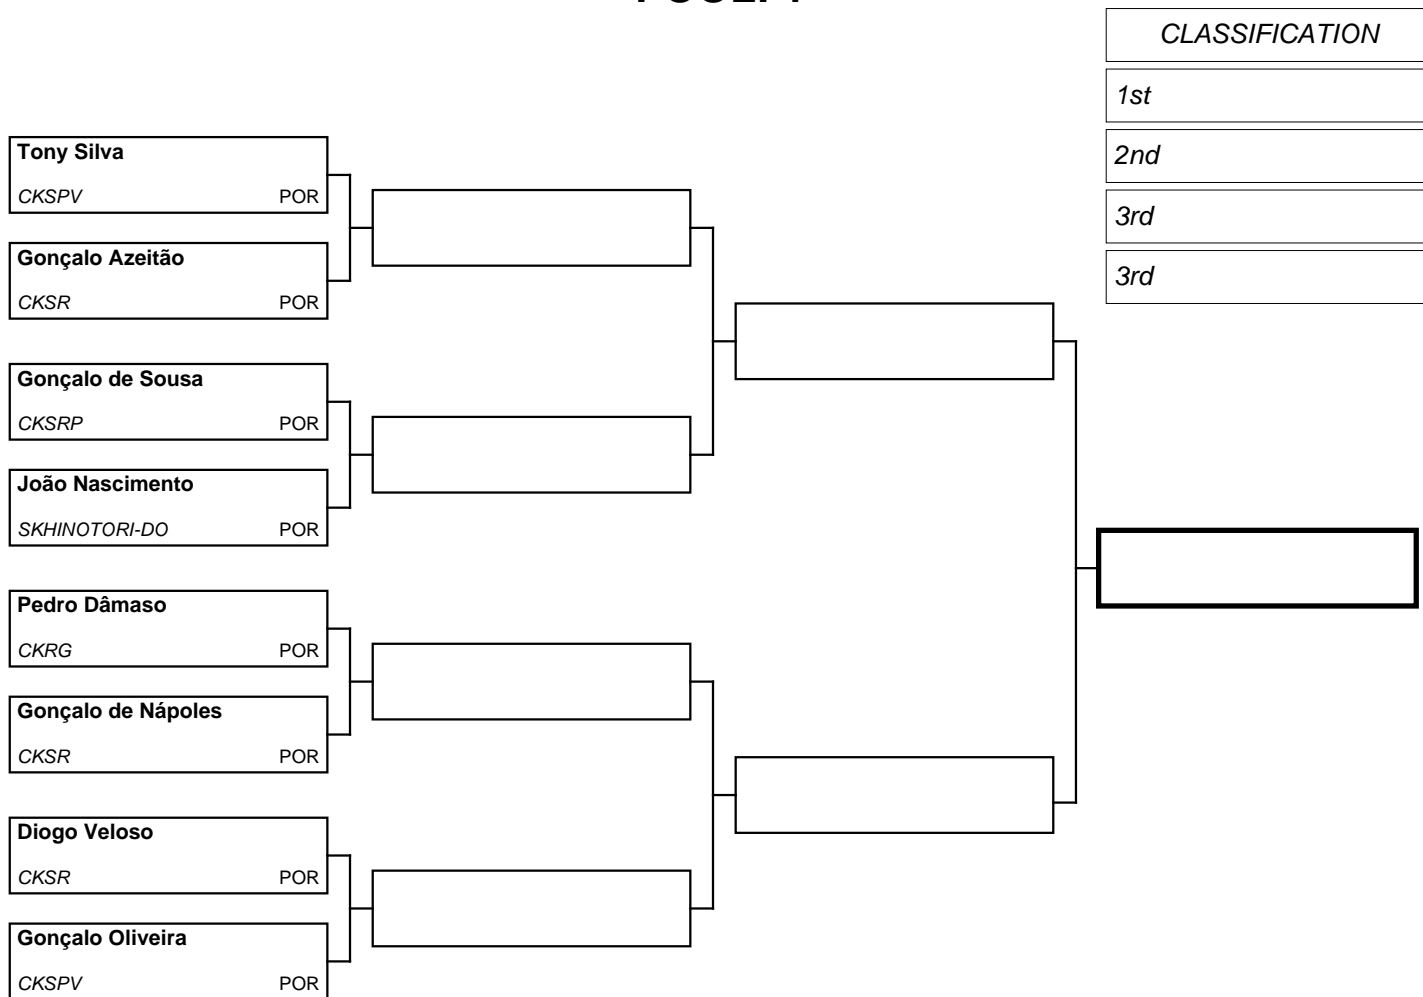 CLASSIFICATION
1st
2nd
3rd
3rd
Tony Silva
CKSPV POR
Gonçalo Azeitão
CKSR POR
Gonçalo de Sousa
CKSRP POR
João Nascimento
SKHINOTORI-DO POR
Pedro Dâmaso
CKRG POR
Gonçalo de Nápoles
CKSR POR
Diogo Veloso
CKSR POR
Gonçalo Oliveira
CKSPV POR